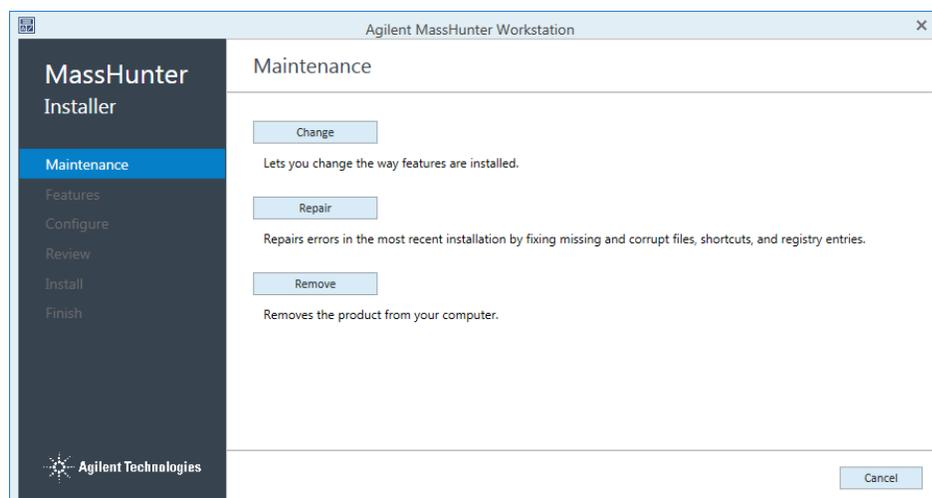 Agilent MassHunter Workstation
MassHunter
Installer
Maintenance
Features
Configure
Review
Install
Finish
Agilent Technologies
Maintenance
Change
Lets you change the way features are installed.
Repair
Repairs errors in the most recent installation by fixing missing and corrupt files, shortcuts, and registry entries.
Remove
Removes the product from your computer.
Cancel